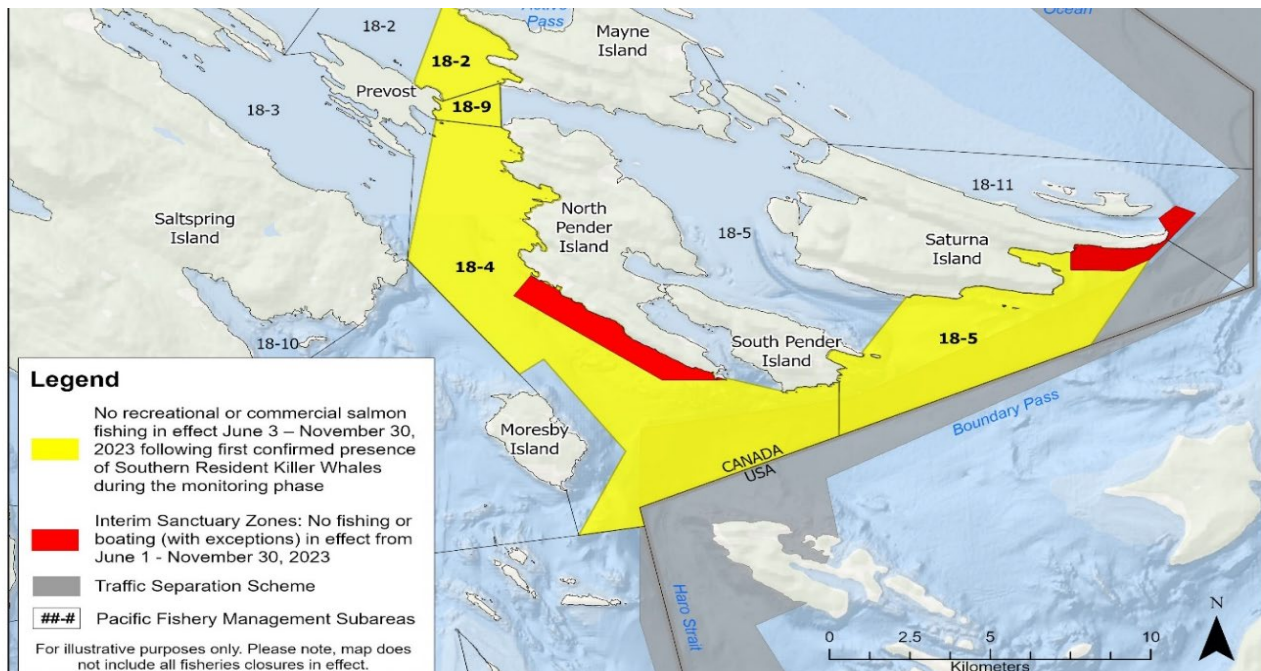 Active
Pass
Ocean
18-2
Mayne
Island
18-2
Prevost
18-9
18-3
18-11
Saltspring
Island
North
Pender
Island
18-5
Saturna
Island
18-4
18-5
South Pender
Island
18-10
Moresby
Island
Boundary Pass
CANADA
USA
Haro Strait
Legend
No recreational or commercial salmon
fishing in effect June 3 – November 30,
2023 following first confirmed presence
of Southern Resident Killer Whales
during the monitoring phase
Interim Sanctuary Zones: No fishing or
boating (with exceptions) in effect from
June 1 - November 30, 2023
Traffic Separation Scheme
##-# Pacific Fishery Management Subareas
For illustrative purposes only. Please note, map does
not include all fisheries closures in effect.
N
0 2.5 5 10
Kilometers